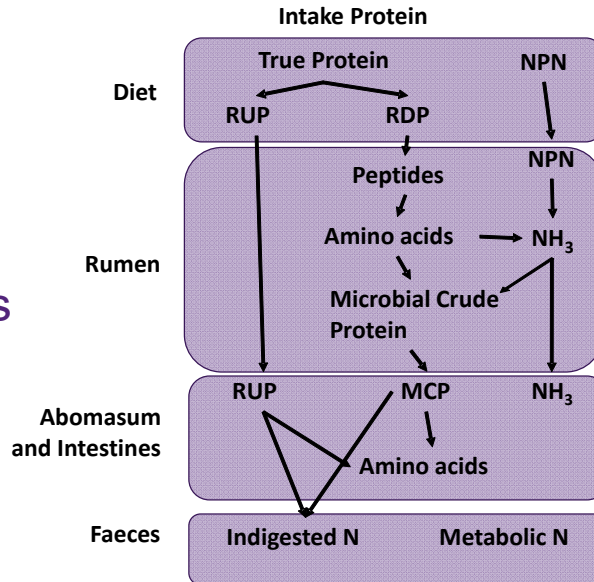 Intake Protein
Diet
True Protein
NPN
RUP
RDP
Rumen
Peptides
NPN
Amino acids
NH₃
Microbial Crude
Protein
s
Abomasum
and Intestines
RUP
MCP
NH₃
Amino acids
Faeces
Indigested N
Metabolic N